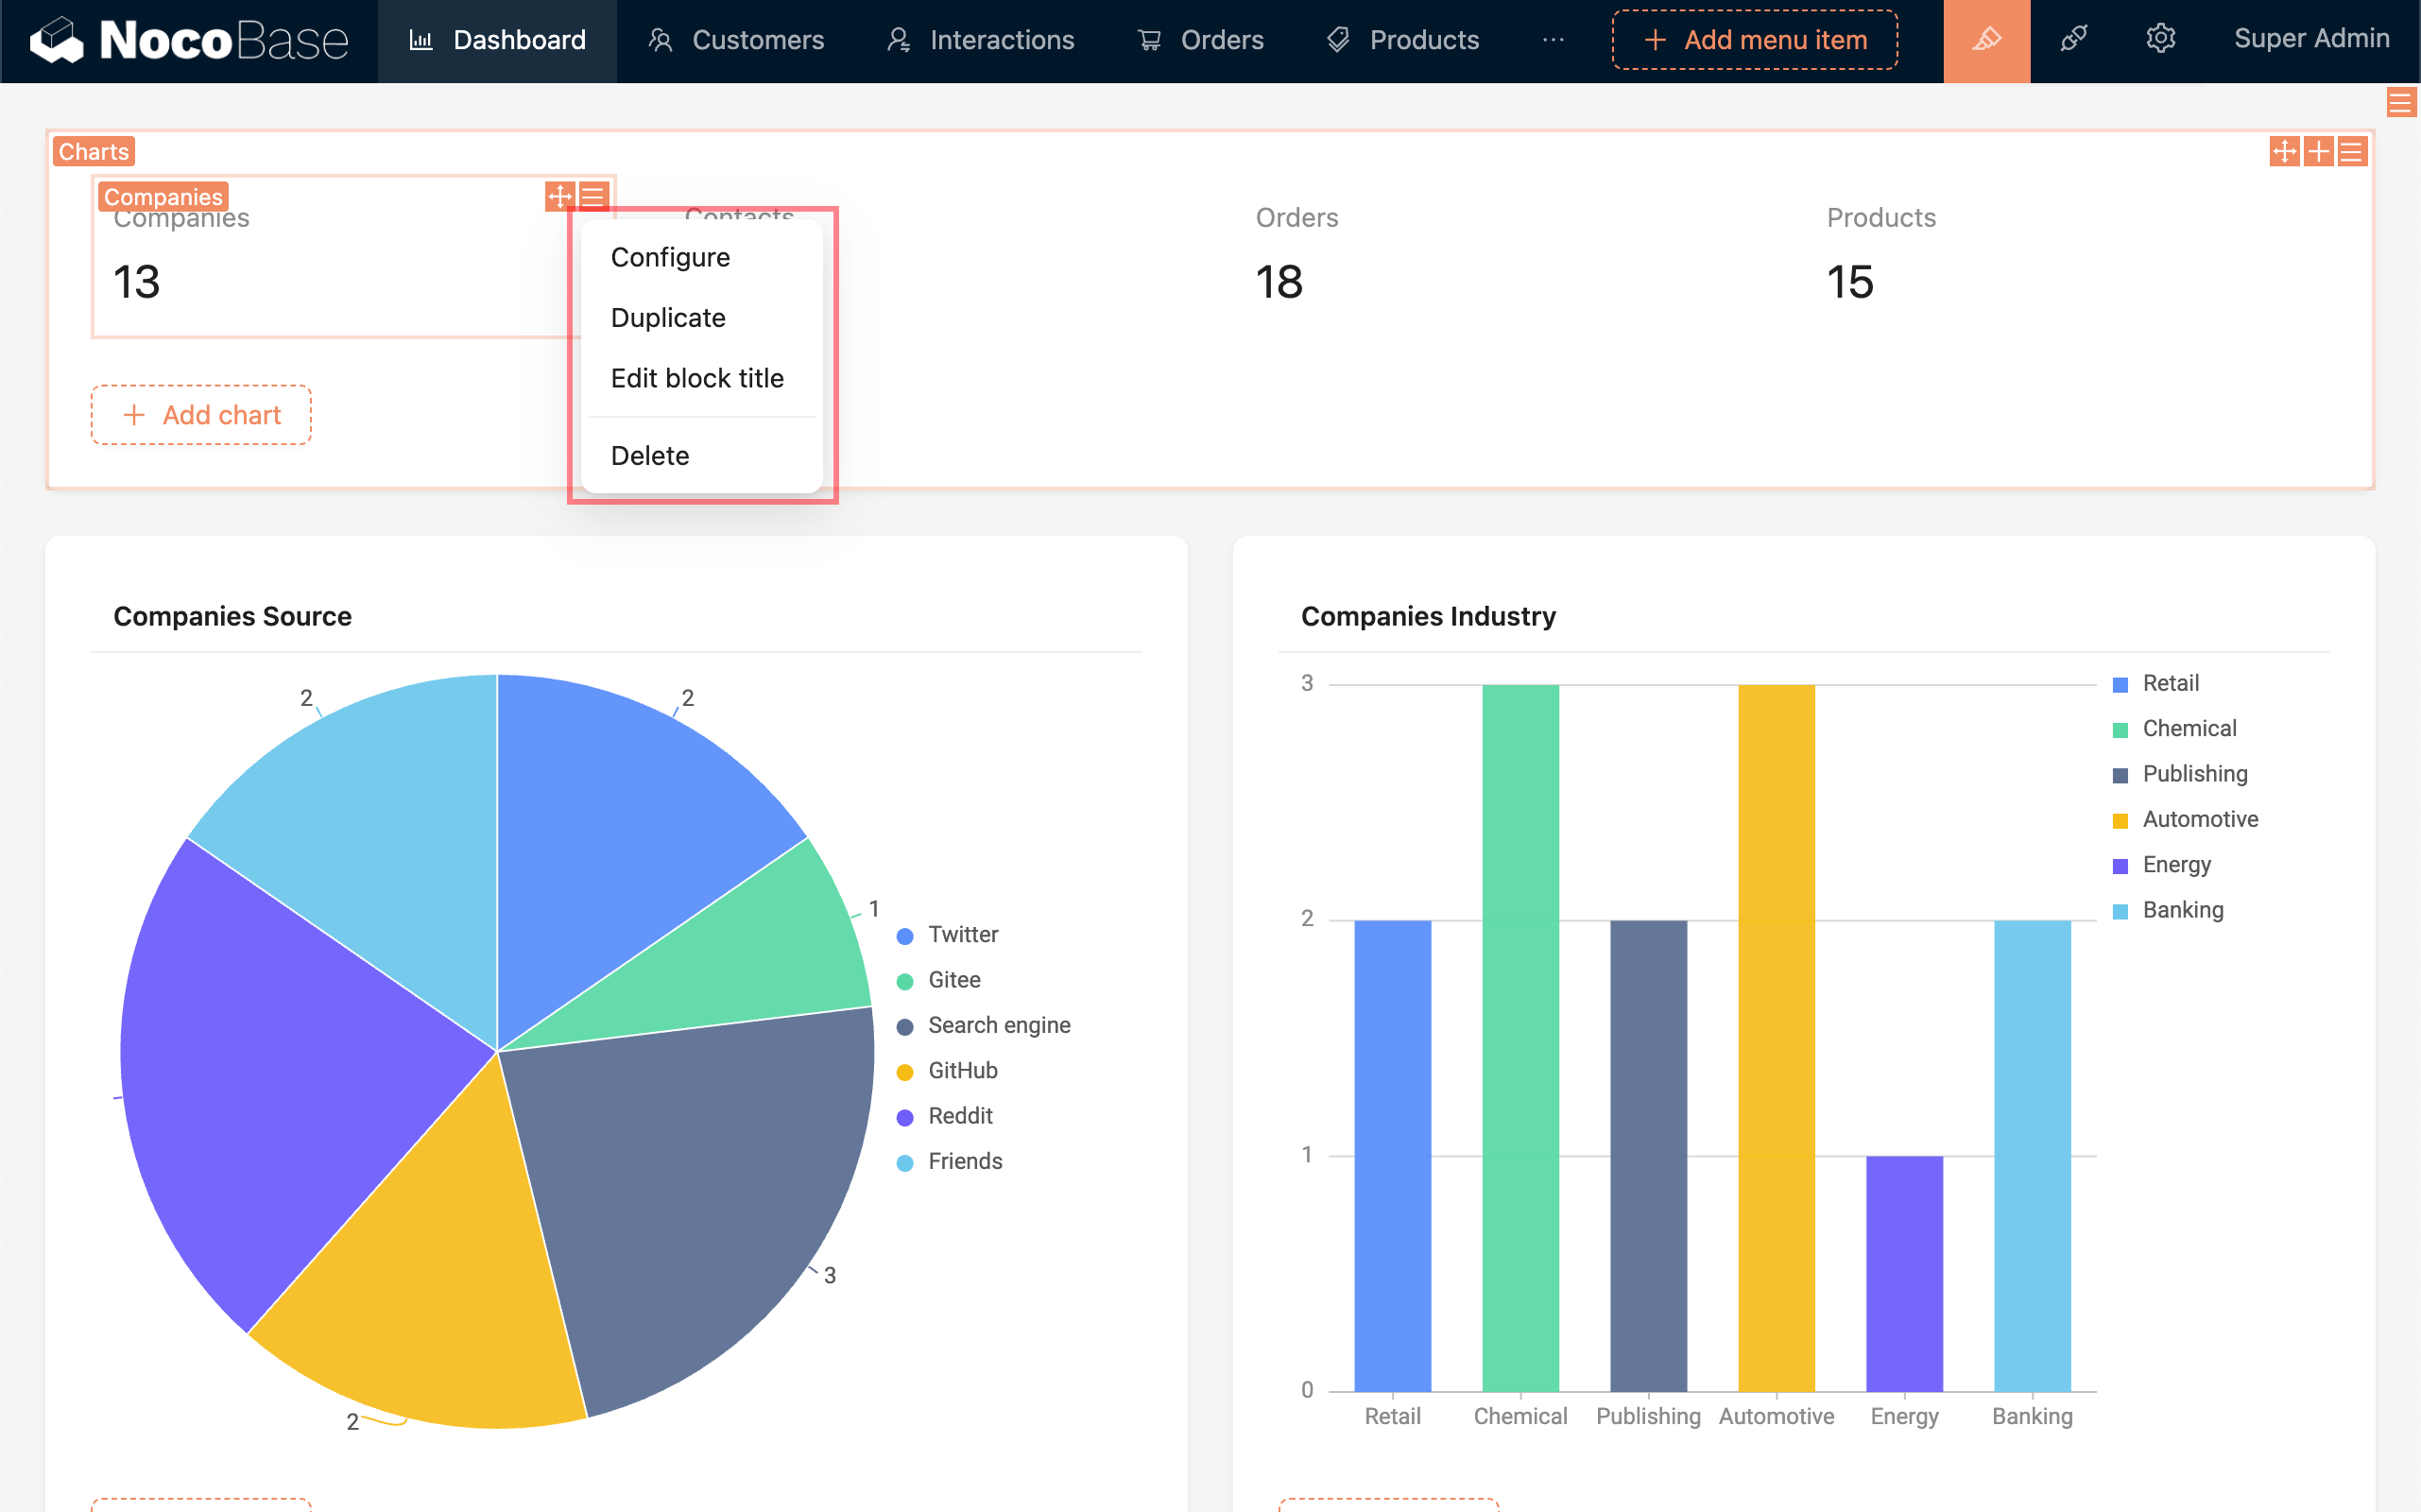 NocoBase
Dashboard
Customers
Interactions
Orders
Products
···
Add menu item
Super Admin
Charts
Companies
Companies
Contacts
Orders
Products
13
18
15
Configure
Duplicate
Edit block title
Delete
Add chart
Companies Source
2
2
1
3
2
Twitter
Gitee
Search engine
GitHub
Reddit
Friends
Companies Industry
3
2
1
0
Retail
Chemical
Publishing
Automotive
Energy
Banking
Retail
Chemical
Publishing
Automotive
Energy
Banking